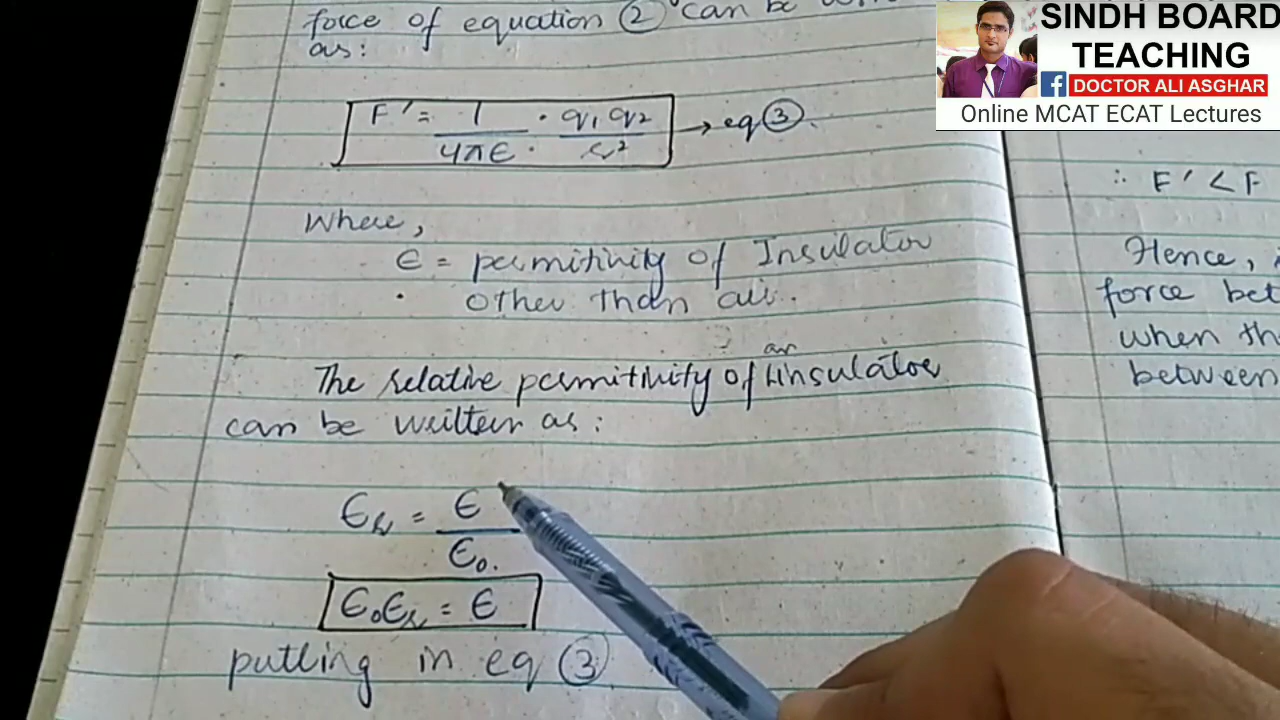 force of equation ② can be
as:
F' = 1/4πϵ · q₁q₂/r² → eq ③.
Where,
ϵ = permitivity of Insulator
other than air.
an
The relative permitivity of insulator
can be written as:
ϵr = ϵ/ϵ₀.
ϵ₀ϵr = ϵ
putting in eq ③
∴ F' < F
Hence,
force bet
when th
between
SINDH BOARD
TEACHING
f DOCTOR ALI ASGHAR
Online MCAT ECAT Lectures